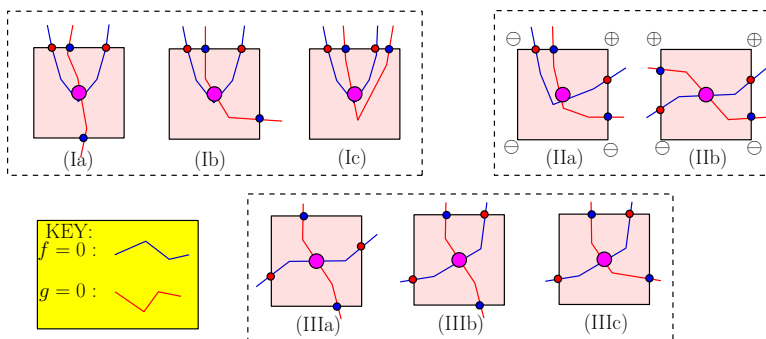 ⊖ ⊕ ⊕ ⊕
(Ia) (Ib) (Ic)
⊖ (IIa) ⊖ (IIb) ⊖
KEY:
f = 0 :
g = 0 :
(IIIa) (IIIb) (IIIc)